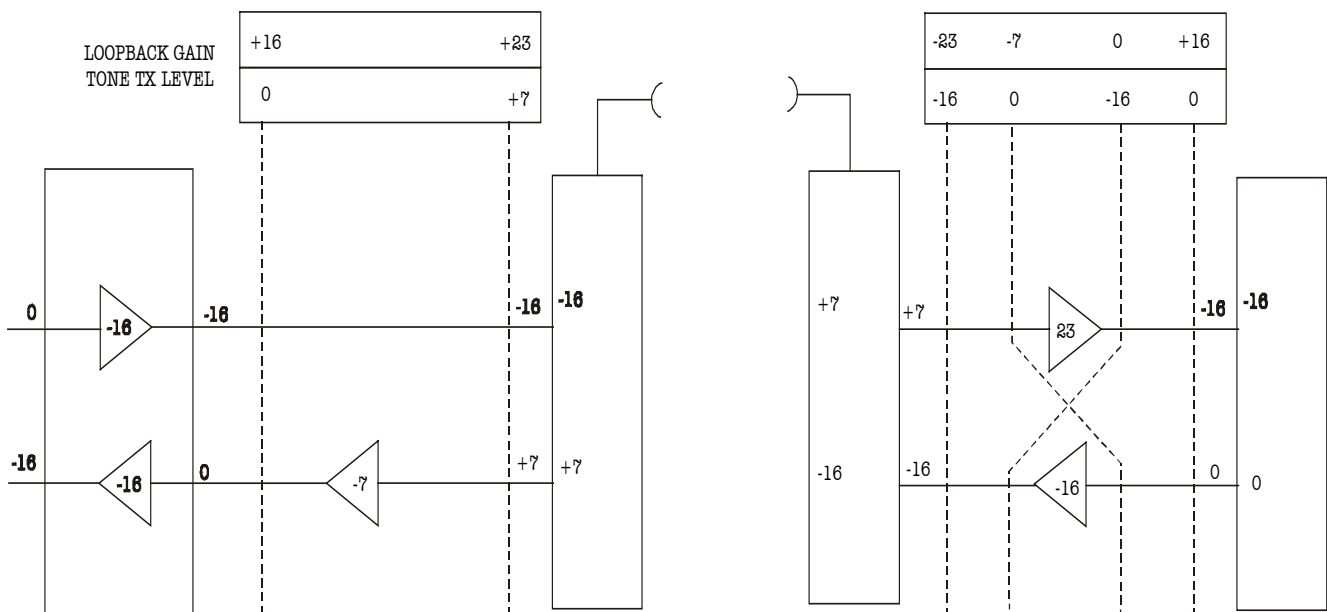 LOOPBACK GAIN +16 +23
TONE TX LEVEL 0 +7
-23 -7 0 +16
-16 0 -16 0
0 -16 -16 -16 -16
-16 -16 0 -7 +7 +7
+7 +7 23 -16 -16
-16 -16 -16 0 0